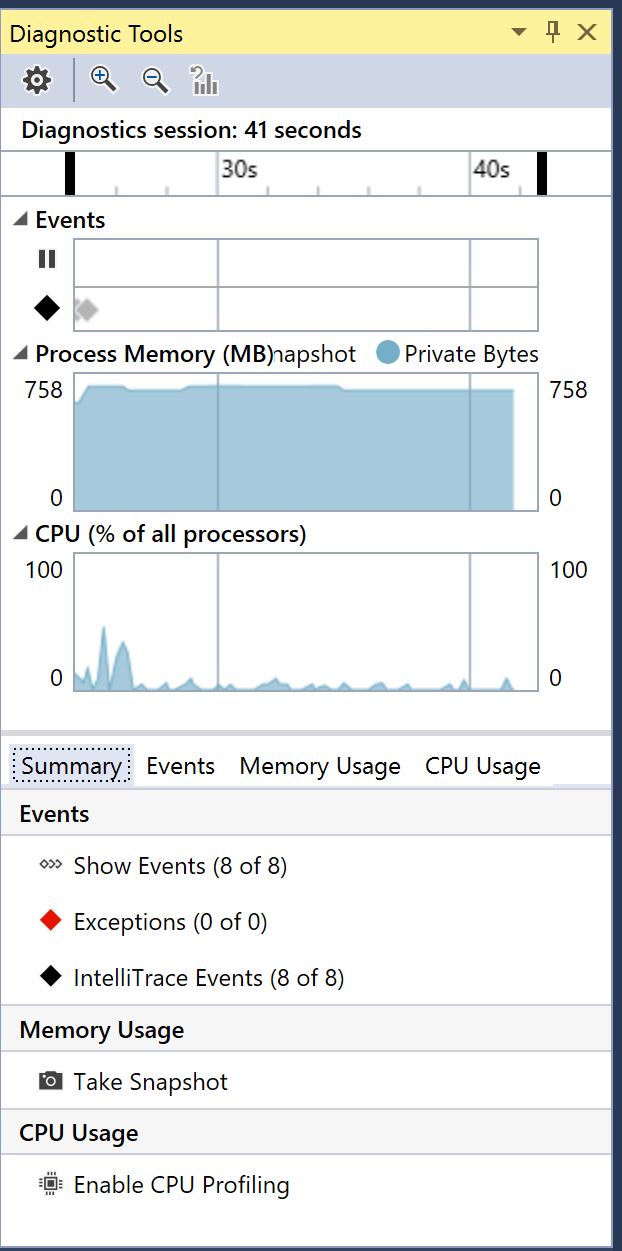 Diagnostic Tools
Diagnostics session: 41 seconds
30s 40s
Events
Process Memory (MB) napshot Private Bytes
758 758
0 0
CPU (% of all processors)
100 100
0 0
Summary Events Memory Usage CPU Usage
Events
Show Events (8 of 8)
Exceptions (0 of 0)
IntelliTrace Events (8 of 8)
Memory Usage
Take Snapshot
CPU Usage
Enable CPU Profiling